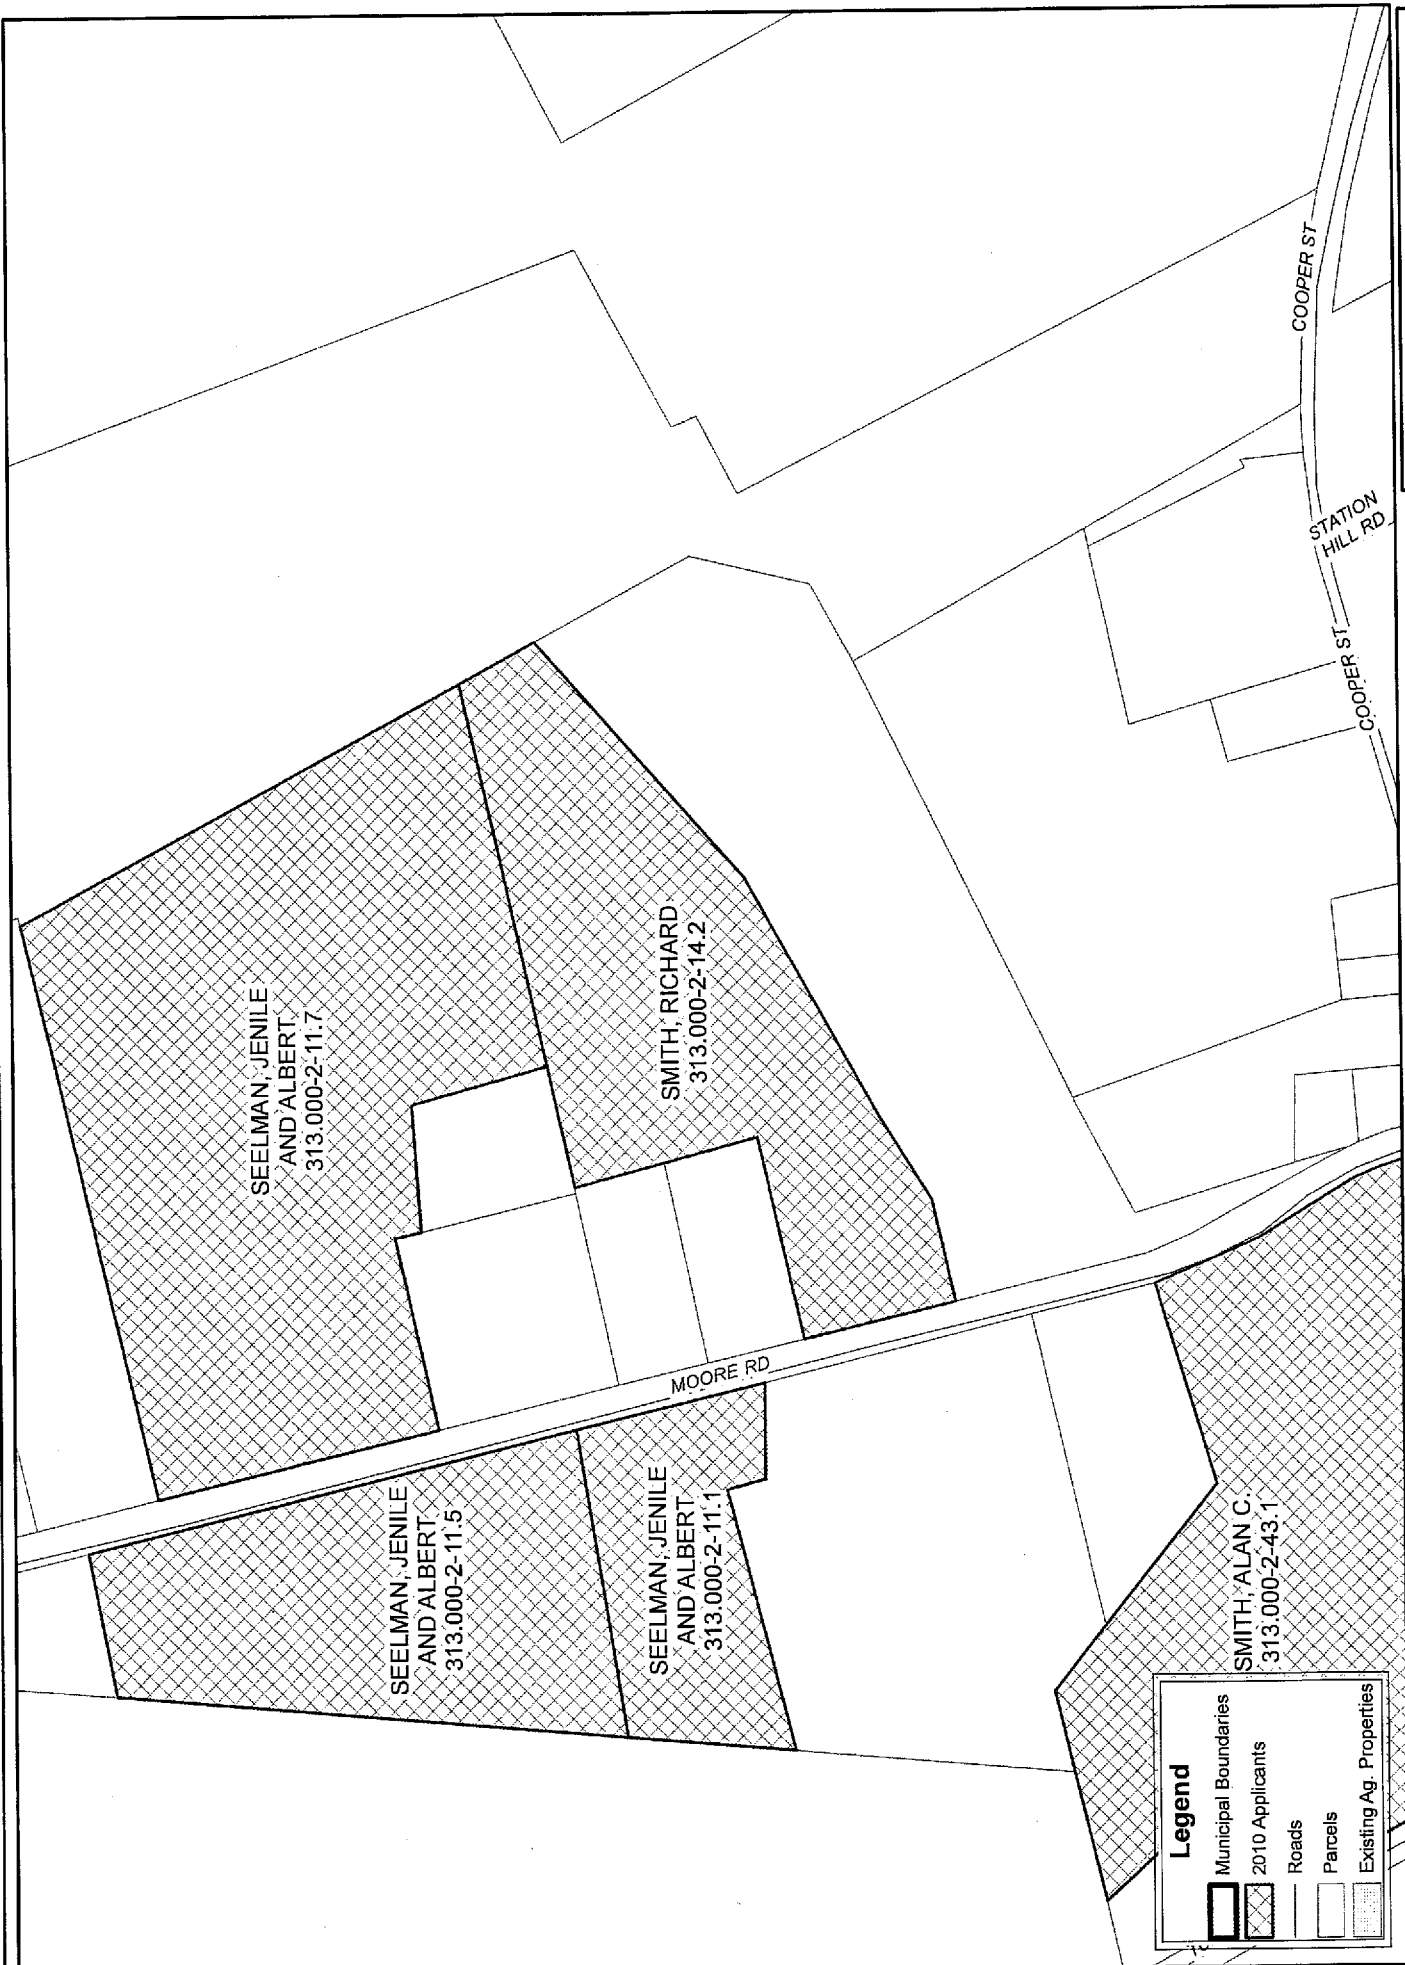 SEELMAN, JENILE
AND ALBERT
313.000-2-11.7
SMITH, RICHARD
313.000-2-14.2
SEELMAN, JENILE
AND ALBERT
313.000-2-11.5
SEELMAN, JENILE
AND ALBERT
313.000-2-11.1
SMITH, ALAN C.
313.000-2-43.1
MOORE RD
COOPER ST
STATION
HILL RD
COOPER ST
Legend
Municipal Boundaries
2010 Applicants
Roads
Parcels
Existing Ag. Properties